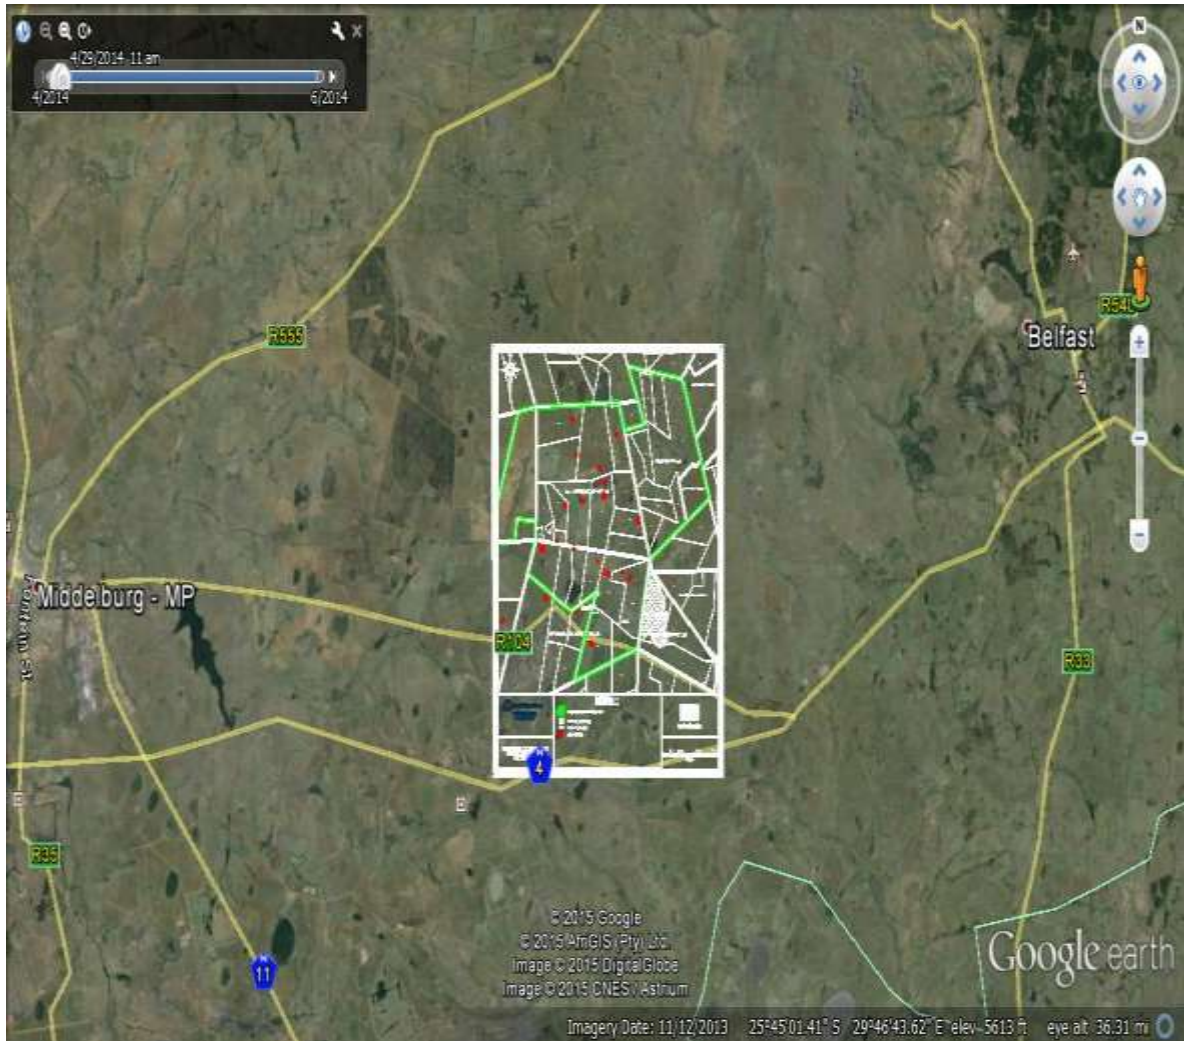 4/29/2014 11 am
4/2014
6/2014
N
R555
R540
Belfast
Middelburg - MP
R104
R33
N
4
R35
N
11
© 2015 Google
© 2015 AfriGIS (Pty) Ltd.
Image © 2015 DigitalGlobe
Image © 2015 CNES / Astrium
Google earth
Imagery Date: 11/12/2013 25°45'01.41" S 29°46'43.62" E elev 5613 ft eye alt 36.31 mi